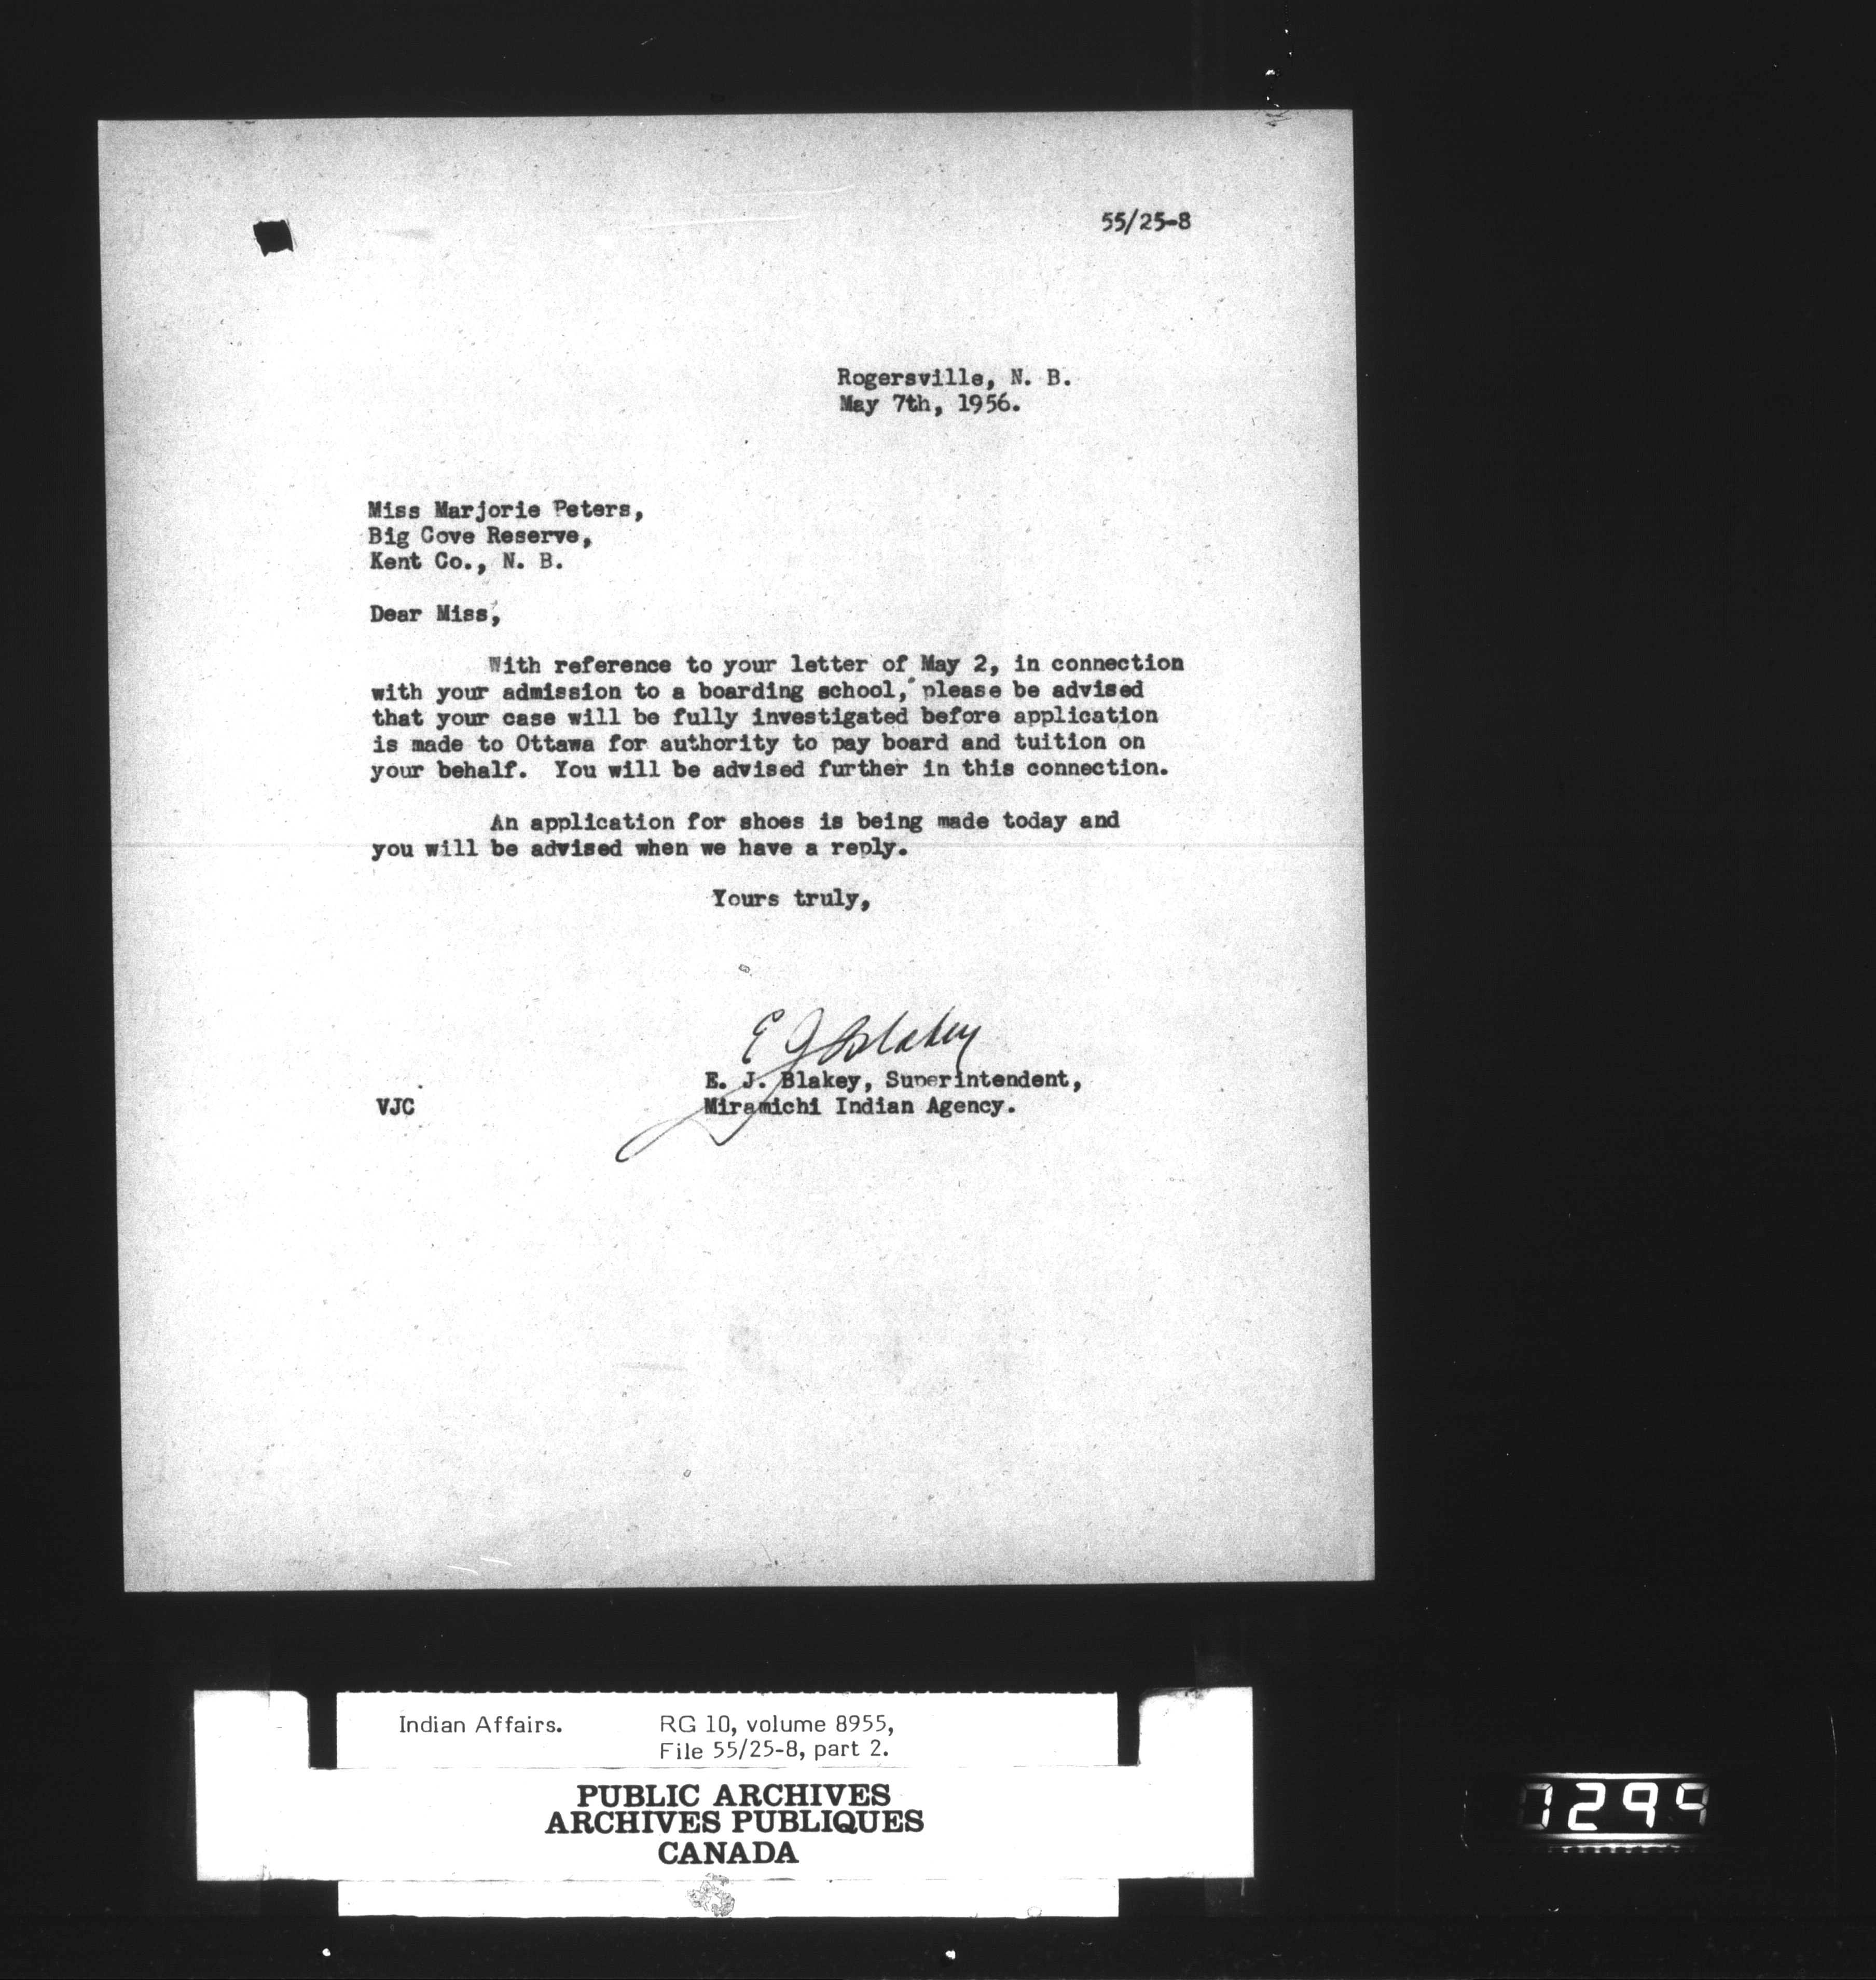 55/25-8
Rogersville, N. B.
May 7th, 1956.
Miss Marjorie Peters,
Big Cove Reserve,
Kent Co., N. B.
Dear Miss,
With reference to your letter of May 2, in connection
with your admission to a boarding school, please be advised
that your case will be fully investigated before application
is made to Ottawa for authority to pay board and tuition on
your behalf. You will be advised further in this connection.
An application for shoes is being made today and
you will be advised when we have a reply.
Yours truly,
E J Blakey
E. J. Blakey, Superintendent,
VJC Miramichi Indian Agency.
Indian Affairs. RG 10, volume 8955,
File 55/25-8, part 2.
PUBLIC ARCHIVES
ARCHIVES PUBLIQUES
CANADA
1299